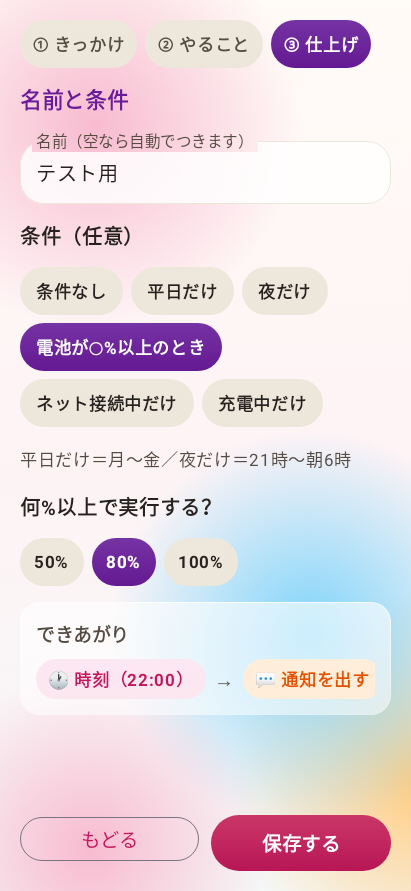 ① きっかけ ② やること ③ 仕上げ
名前と条件
名前（空なら自動でつきます）
テスト用
条件（任意）
条件なし 平日だけ 夜だけ
電池が○%以上のとき
ネット接続中だけ 充電中だけ
平日だけ＝月〜金／夜だけ＝21時〜朝6時
何%以上で実行する？
50% 80% 100%
できあがり
時刻（22:00） → 通知を出す
もどる 保存する